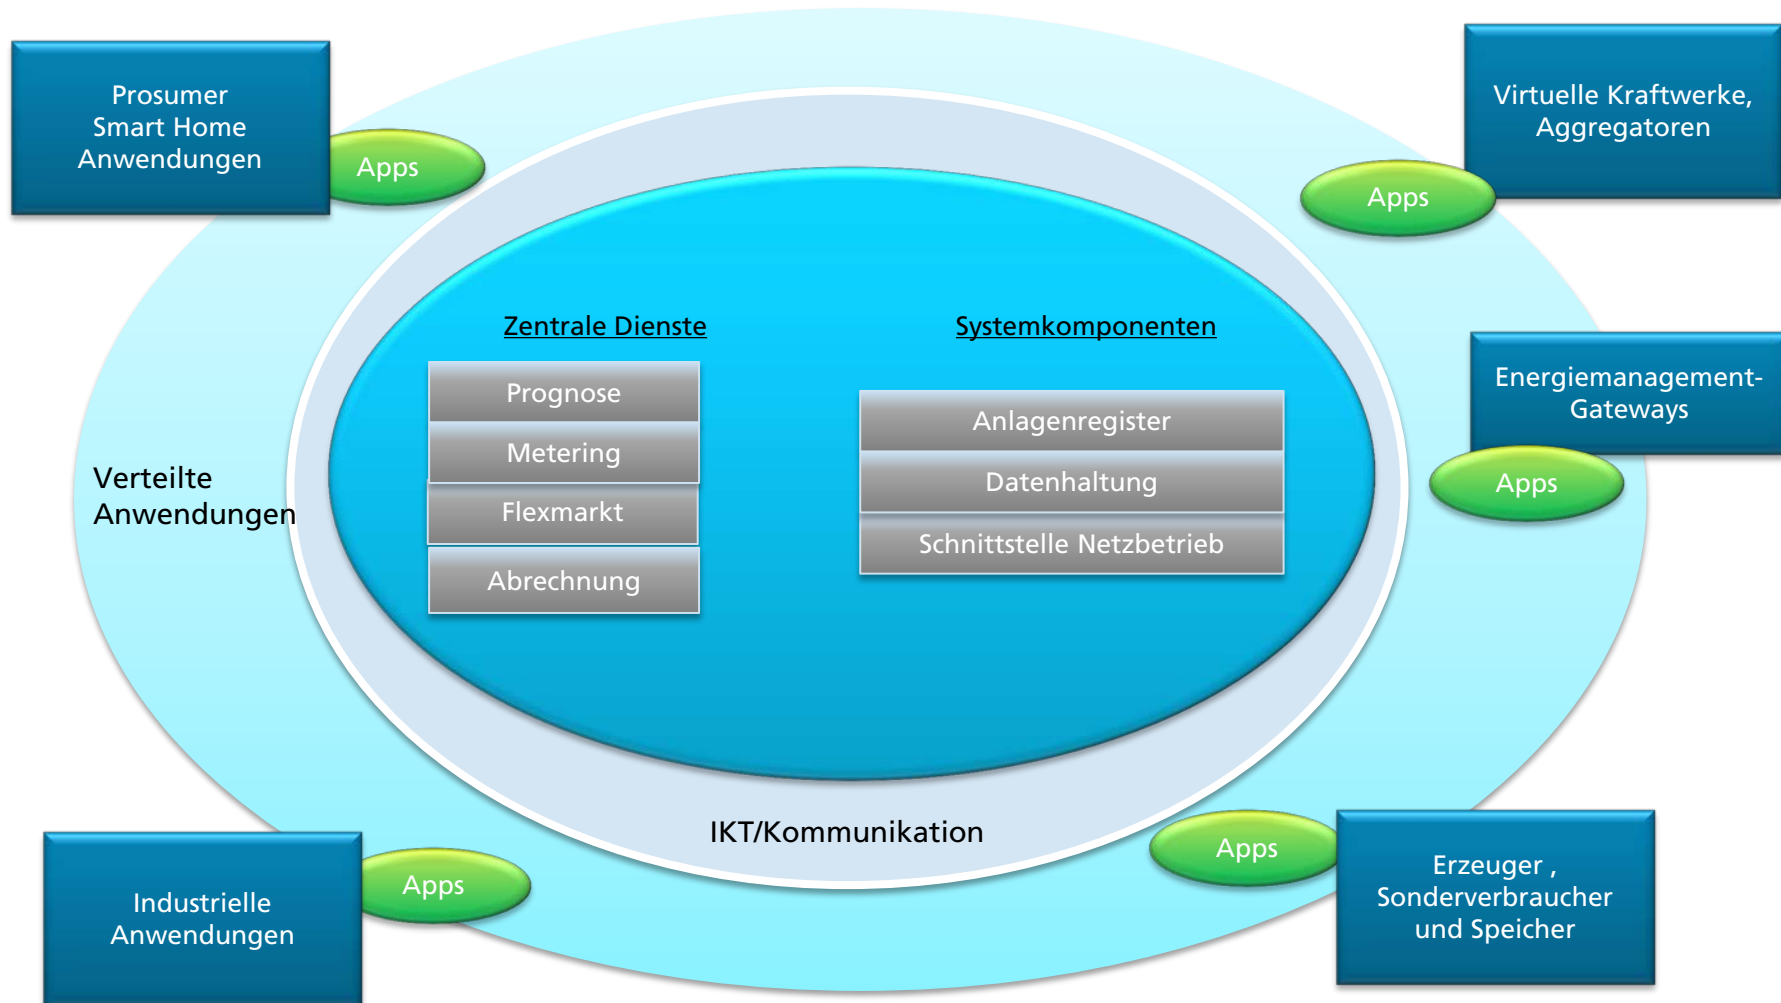 Prosumer
Smart Home
Anwendungen
Apps
Virtuelle Kraftwerke,
Aggregatoren
Apps
Zentrale Dienste
Prognose
Metering
Flexmarkt
Abrechnung
Systemkomponenten
Anlagenregister
Datenhaltung
Schnittstelle Netzbetrieb
Energiemanagement-
Gateways
Apps
Verteilte
Anwendungen
IKT/Kommunikation
Industrielle
Anwendungen
Apps
Apps
Erzeuger ,
Sonderverbraucher
und Speicher